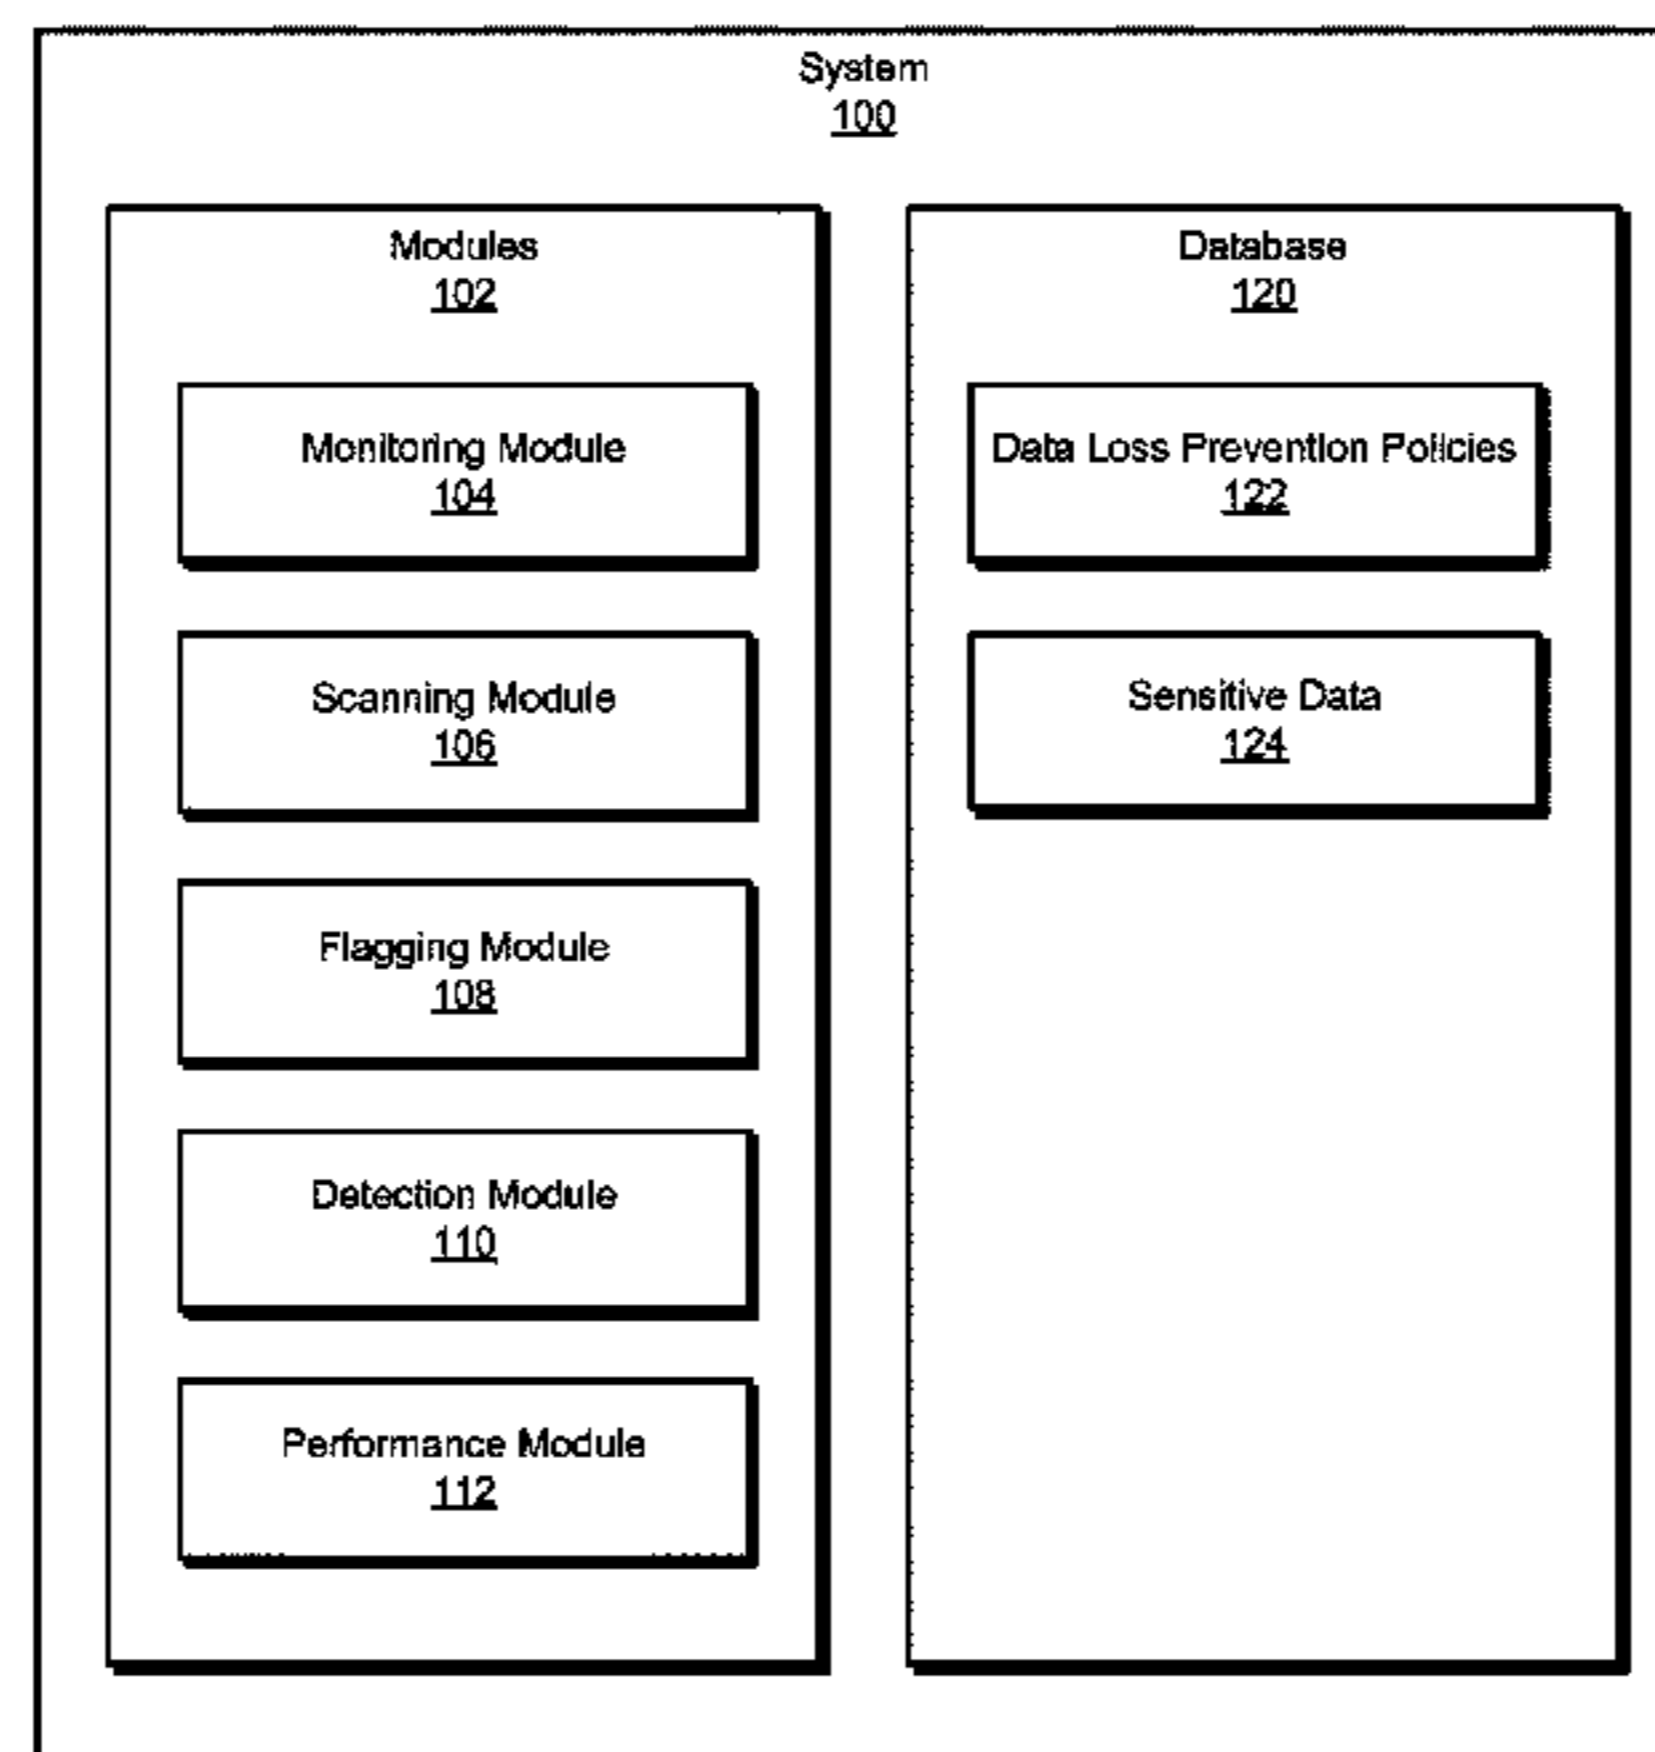 System
100
Modules
102
Monitoring Module
104
Scanning Module
106
Flagging Module
108
Detection Module
110
Performance Module
112
Database
120
Data Loss Prevention Policies
122
Sensitive Data
124